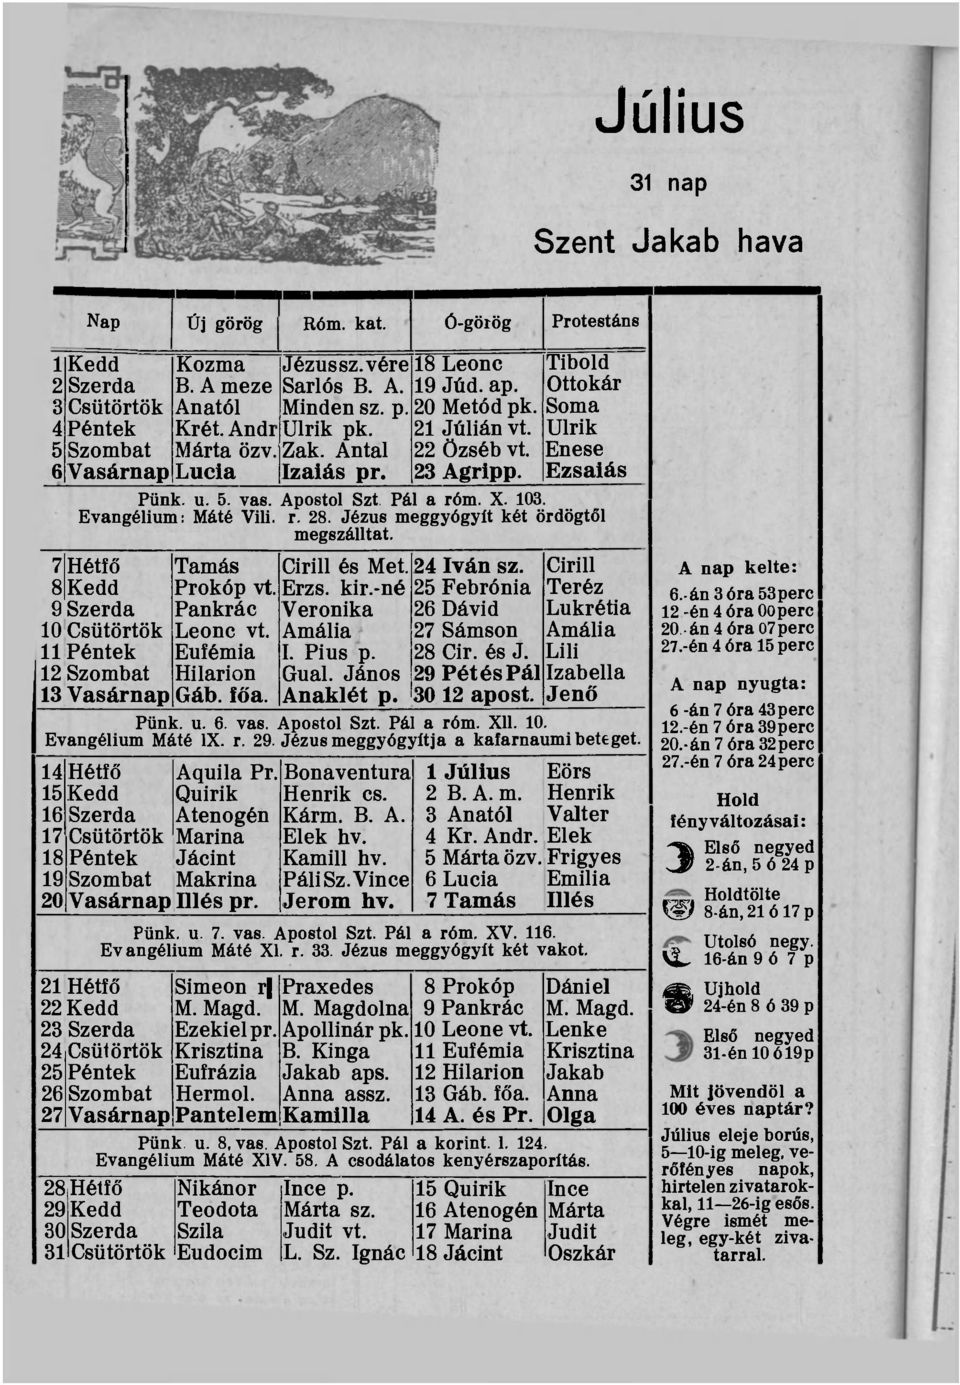 Július
31 nap
Szent Jakab hava
Nap Új görög Róm. kat. Ó-görög Protestáns
1 Kedd Kozma Jézus sz. vére 18 Leonc Tibold
2 Szerda B. A meze Sarlós B. A. 19 Júd. ap. Ottokár
3 Csütörtök Anatól Minden sz. p. 20 Metód pk. Soma
4 Péntek Krét. Andr Ulrik pk. 21 Júlián vt. Ulrik
5 Szombat Márta özv. Zak. Antal 22 Özséb vt. Enese
6 Vasárnap Lucia Izaiás pr. 23 Agripp. Ezsaiás
Pünk. u. 5. vas. Apostol Szt. Pál a róm. X. 103.
Evangélium: Máté Vili. r. 28. Jézus meggyógyít két ördögtől
megszálltat.
7 Hétfő Tamás Cirill és Met. 24 Iván sz. Cirill
8 Kedd Prokóp vt. Erzs. kir.-né 25 Febrónia Teréz
9 Szerda Pankrác Veronika 26 Dávid Lukrétia
10 Csütörtök Leonc vt. Amália 27 Sámson Amália
11 Péntek Eufémia I. Pius p. 28 Cir. és J. Lili
12 Szombat Hilarion Gual. János 29 Pét és Pál Izabella
13 Vasárnap Gáb. főa. Anaklét p. 30 12 apost. Jenő
Pünk. u. 6. vas. Apostol Szt. Pál a róm. XII. 10.
Evangélium Máté IX. r. 29. Jézus meggyógyítja a kafarnaumi beteget.
14 Hétfő Aquila Pr. Bonaventura 1 Július Eörs
15 Kedd Quirik Henrik cs. 2 B. A. m. Henrik
16 Szerda Atenogén Kárm. B. A. 3 Anatól Valter
17 Csütörtök Marina Elek hv. 4 Kr. Andr. Elek
18 Péntek Jácint Kamill hv. 5 Márta özv. Frigyes
19 Szombat Makrina Páli Sz. Vince 6 Lucia Emilia
20 Vasárnap Illés pr. Jerom hv. 7 Tamás Illés
Pünk. u. 7. vas. Apostol Szt. Pál a róm. XV. 116.
Evangélium Máté XI. r. 33. Jézus meggyógyít két vakot.
21 Hétfő Simeon r Praxedes 8 Prokóp Dániel
22 Kedd M. Magd. M. Magdolna 9 Pankrác M. Magd.
23 Szerda Ezekiel pr. Apollinár pk. 10 Leone vt. Lenke
24 Csütörtök Krisztina B. Kinga 11 Eufémia Krisztina
25 Péntek Eufrázia Jakab aps. 12 Hilarion Jakab
26 Szombat Hermol. Anna assz. 13 Gáb. főa. Anna
27 Vasárnap Pantelem Kamilla 14 A. és Pr. Olga
Pünk. u. 8. vas. Apostol Szt. Pál a korint. 1. 124.
Evangélium Máté XIV. 58. A csodálatos kenyérszaporítás.
28 Hétfő Nikánor Ince p. 15 Quirik Ince
29 Kedd Teodota Márta sz. 16 Atenogén Márta
30 Szerda Szila Judit vt. 17 Marina Judit
31 Csütörtök Eudocim L. Sz. Ignác 18 Jácint Oszkár
A nap kelte:
6.-án 3 óra 53 perc
12-én 4 óra 00 perc
20.-án 4 óra 07 perc
27.-én 4 óra 15 perc
A nap nyugta:
6-án 7 óra 43 perc
12.-én 7 óra 39 perc
20.-án 7 óra 32 perc
27.-én 7 óra 24 perc
Hold
fényváltozásai:
Első negyed
2-án, 5 ó 24 p
Holdtölte
8-án, 21 ó 17 p
Utolsó negy.
16-án 9 ó 7 p
Ujhold
24-én 8 ó 39 p
Első negyed
31-én 10 ó 19 p
Mit jövendöl a
100 éves naptár?
Július eleje borús,
5—10-ig meleg, ve-
rőfényes napok,
hirtelen zivatarok-
kal, 11—26-ig esős.
Végre ismét me-
leg, egy-két ziva-
tarral.